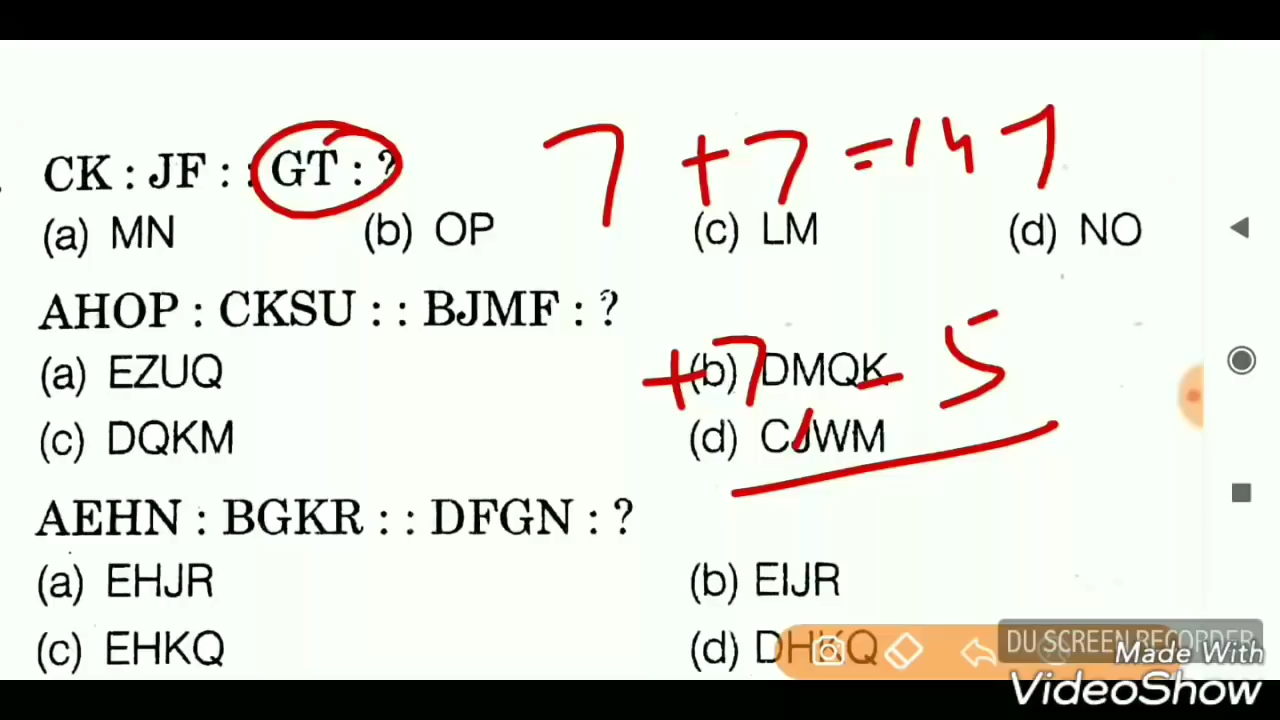 CK : JF : : GT : ?
7 +7 =14 7
(a) MN (b) OP (c) LM (d) NO
AHOP : CKSU : : BJMF : ?
(a) EZUQ (b) DMQK
+7 - 5
(c) DQKM (d) CJWM
AEHN : BGKR : : DFGN : ?
(a) EHJR (b) EIJR
(c) EHKQ (d) DHKQ
DU SCREEN RECORDER
Made With
VideoShow